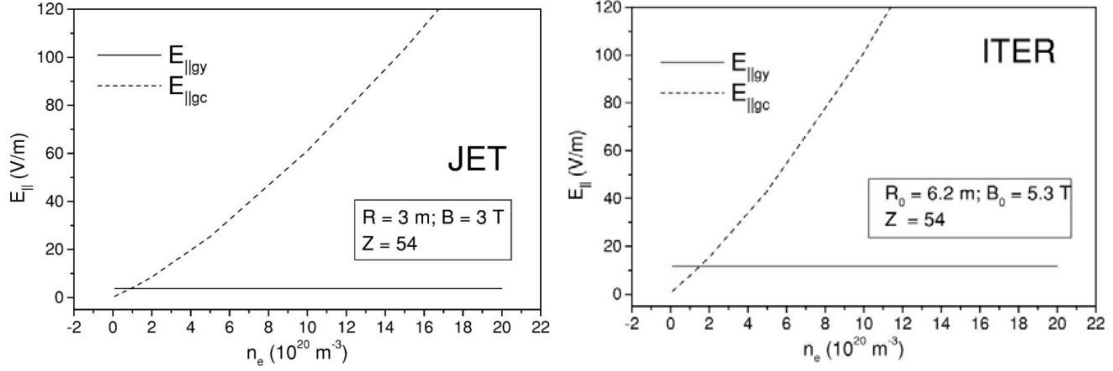 120
100
80
60
40
20
0
E||gy
E||gc
JET
R = 3 m; B = 3 T
Z = 54
E|| (V/m)
-2 0 2 4 6 8 10 12 14 16 18 20 22
ne (10^20 m^-3)
120
100
80
60
40
20
0
E||gy
E||gc
ITER
R0 = 6.2 m; B0 = 5.3 T
Z = 54
E|| (V/m)
-2 0 2 4 6 8 10 12 14 16 18 20 22
ne (10^20 m^-3)